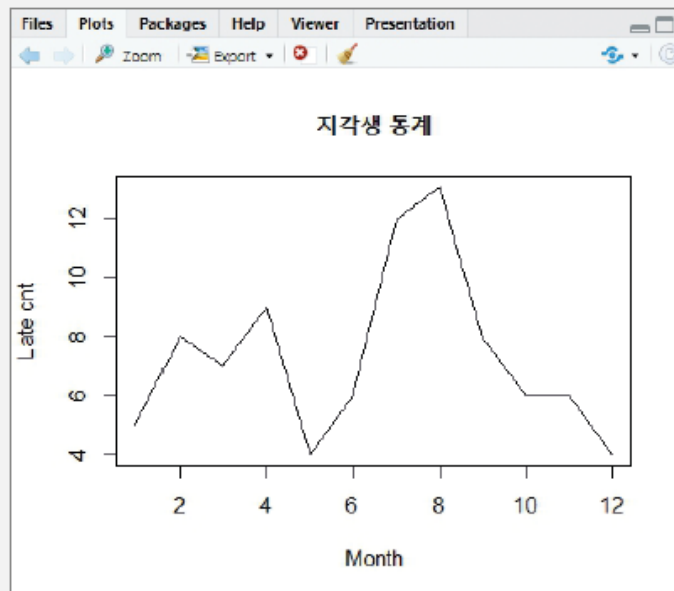 Files Plots Packages Help Viewer Presentation
Zoom Export
지각생 통계
Late cnt
12
10
8
6
4
2 4 6 8 10 12
Month